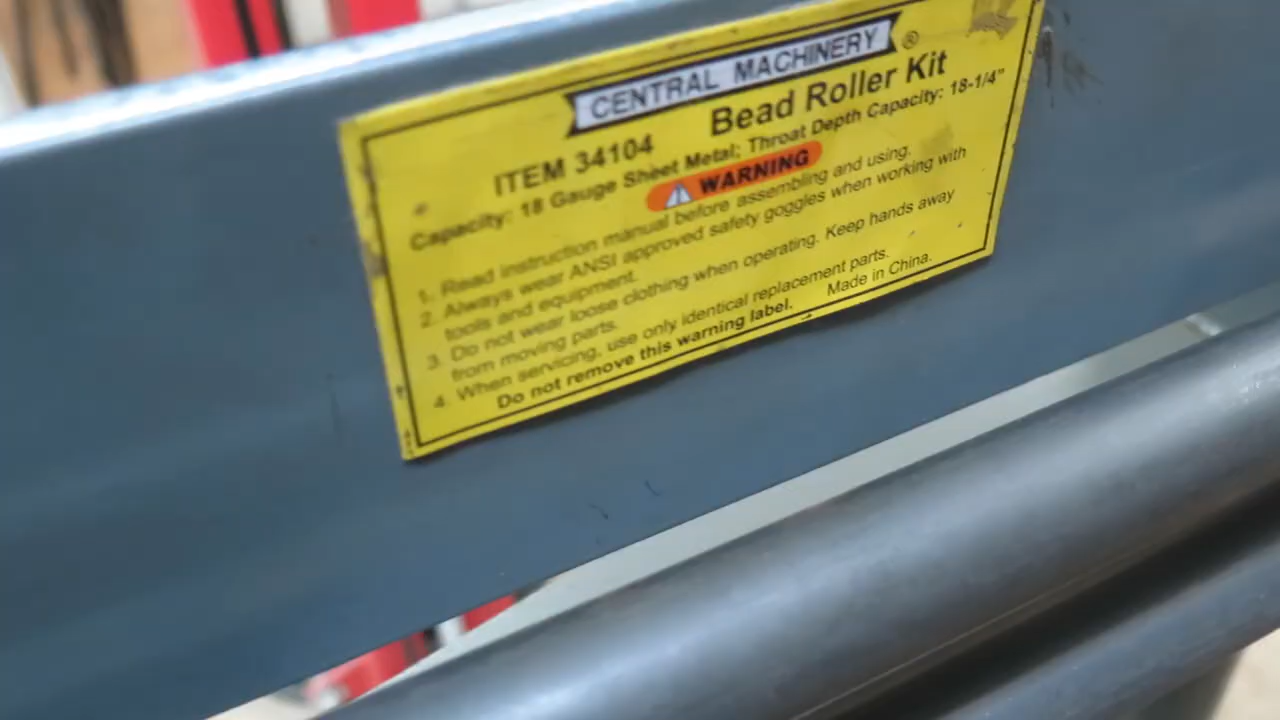 CENTRAL MACHINERY ®
ITEM 34104 Bead Roller Kit
Capacity: 18 Gauge Sheet Metal; Throat Depth Capacity: 18-1/4"
WARNING
1. Read instruction manual before assembling and using.
2. Always wear ANSI approved safety goggles when working with
tools and equipment.
3. Do not wear loose clothing when operating. Keep hands away
from moving parts.
4. When servicing, use only identical replacement parts.
Do not remove this warning label. Made in China.